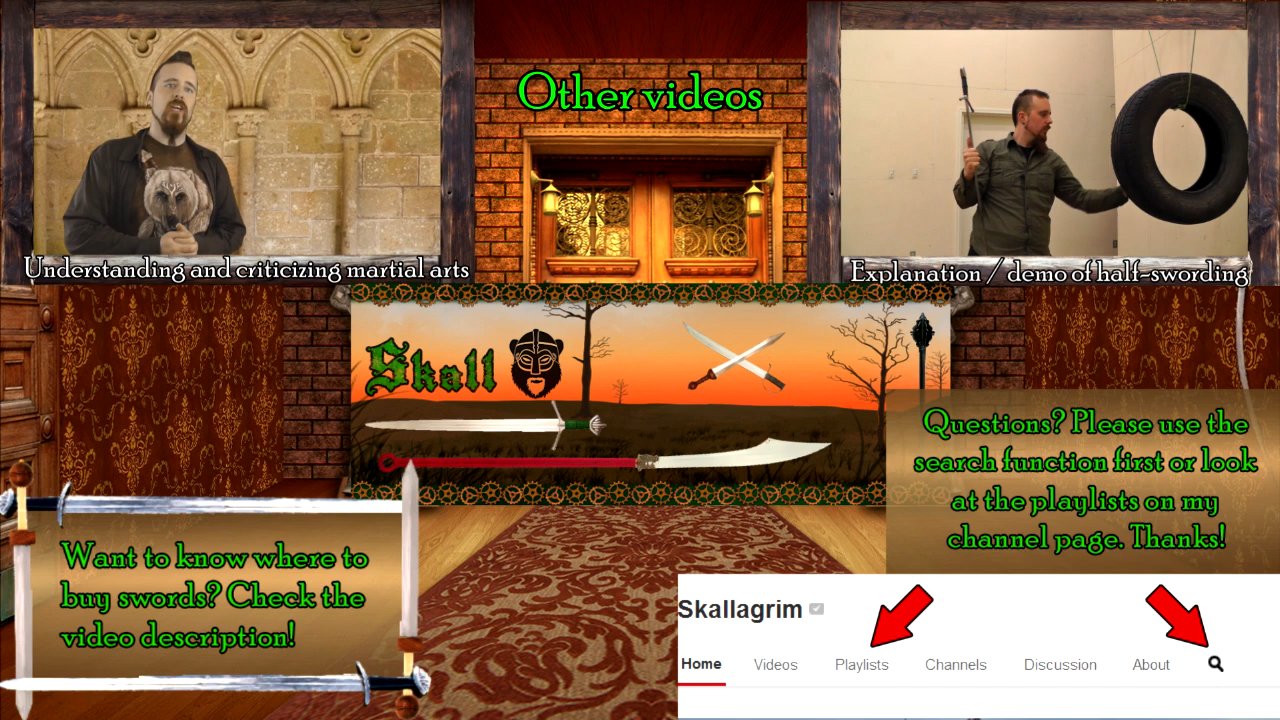 Other videos
Understanding and criticizing martial arts
Explanation / demo of half-swording
Skall
Questions? Please use the
search function first or look
at the playlists on my
channel page. Thanks!
Want to know where to
buy swords? Check the
video description!
Skallagrim
Home Videos Playlists Channels Discussion About